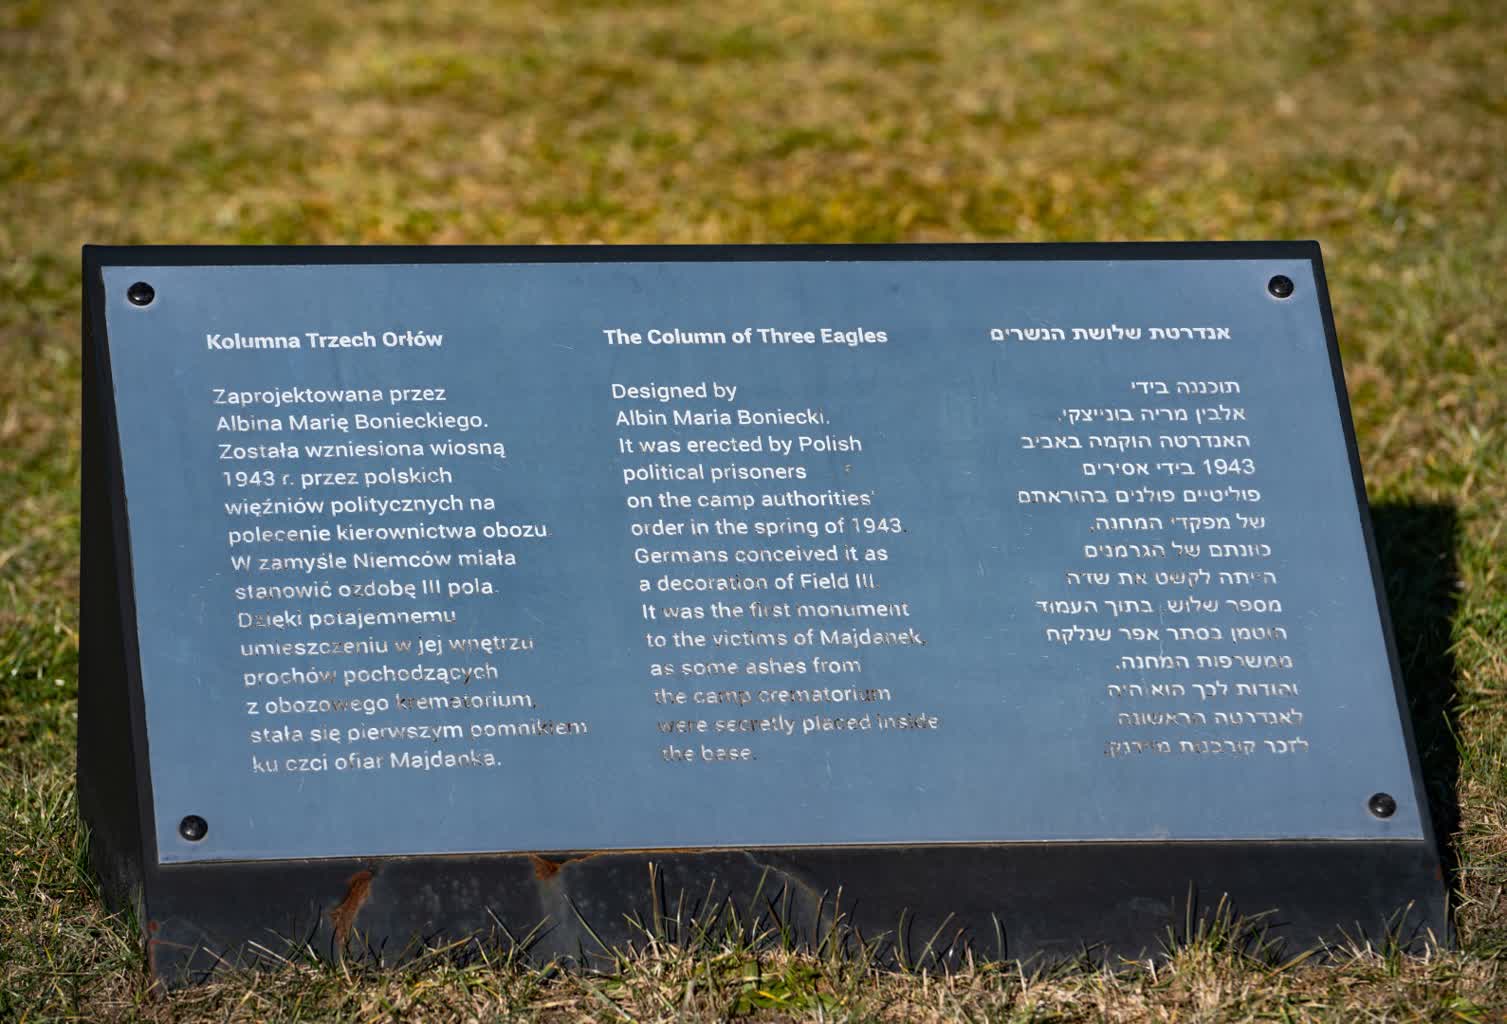 Kolumna Trzech Orłów
Zaprojektowana przez
Albina Marię Bonieckiego.
Została wzniesiona wiosną
1943 r. przez polskich
więźniów politycznych na
polecenie kierownictwa obozu.
W zamyśle Niemców miała
stanowić ozdobę III pola.
Dzięki potajemnemu
umieszczeniu w jej wnętrzu
prochów pochodzących
z obozowego krematorium,
stała się pierwszym pomnikiem
ku czci ofiar Majdanka.
The Column of Three Eagles
Designed by
Albin Maria Boniecki.
It was erected by Polish
political prisoners
on the camp authorities'
order in the spring of 1943.
Germans conceived it as
a decoration of Field III.
It was the first monument
to the victims of Majdanek,
as some ashes from
the camp crematorium
were secretly placed inside
the base.
אנדרטת שלושת הנשרים
תוכננה בידי
אלבין מריה בונייצקי.
האנדרטה הוקמה באביב
1943 בידי אסירים
פוליטיים פולנים בהוראתם
של מפקדי המחנה.
כוונתם של הגרמנים
הייתה לקשט את שדה
מספר שלוש. בתוך העמוד
הוטמן בסתר אפר שנלקח
ממשרפות המחנה.
והודות לכך הוא היה
לאנדרטה הראשונה
לזכר קורבנות מיידנק.